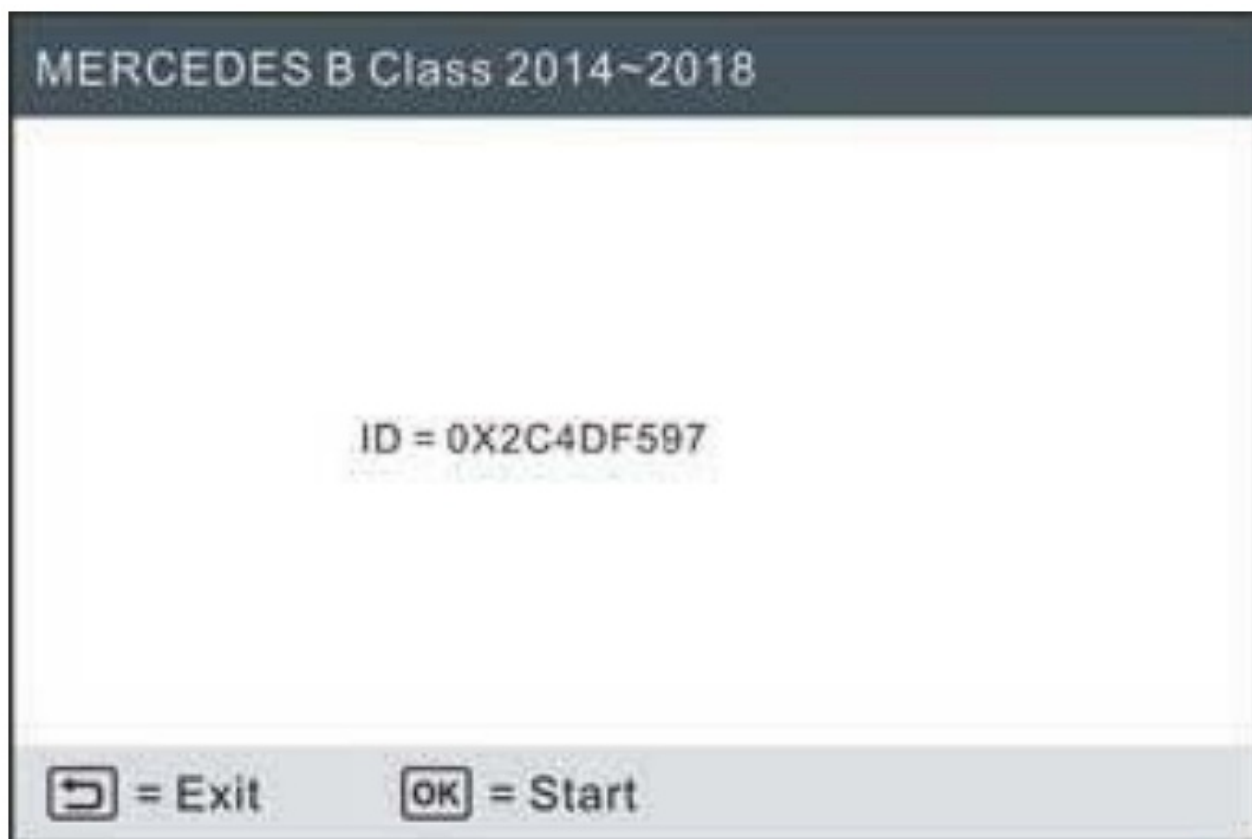 MERCEDES B Class 2014~2018
ID = 0X2C4DF597
= Exit OK = Start